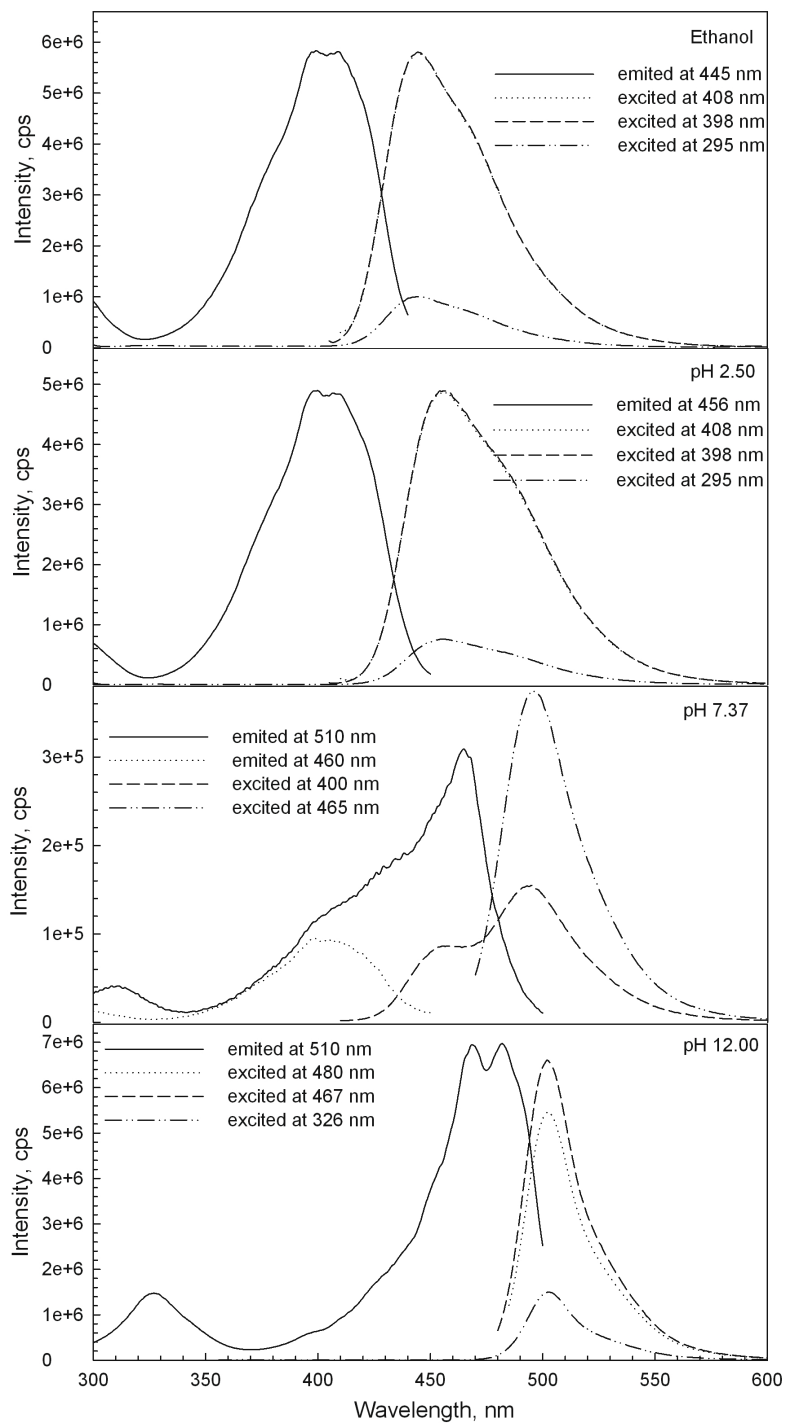 Ethanol
6e+6
emited at 445 nm
5e+6
excited at 408 nm
excited at 398 nm
4e+6
excited at 295 nm
3e+6
2e+6
1e+6
0
Intensity, cps
pH 2.50
5e+6
emited at 456 nm
excited at 408 nm
4e+6
excited at 398 nm
excited at 295 nm
3e+6
2e+6
1e+6
0
Intensity, cps
pH 7.37
emited at 510 nm
3e+5
emited at 460 nm
excited at 400 nm
excited at 465 nm
2e+5
1e+5
0
Intensity, cps
pH 12.00
7e+6
emited at 510 nm
excited at 480 nm
6e+6
excited at 467 nm
excited at 326 nm
5e+6
4e+6
3e+6
2e+6
1e+6
0
Intensity, cps
300 350 400 450 500 550 600
Wavelength, nm